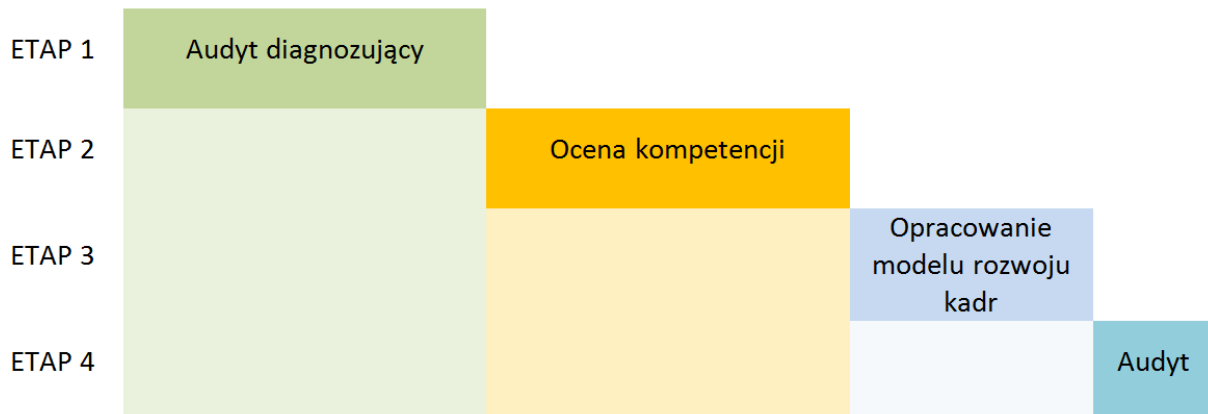 ETAP 1
Audyt diagnozujący
ETAP 2
Ocena kompetencji
ETAP 3
Opracowanie
modelu rozwoju
kadr
ETAP 4
Audyt